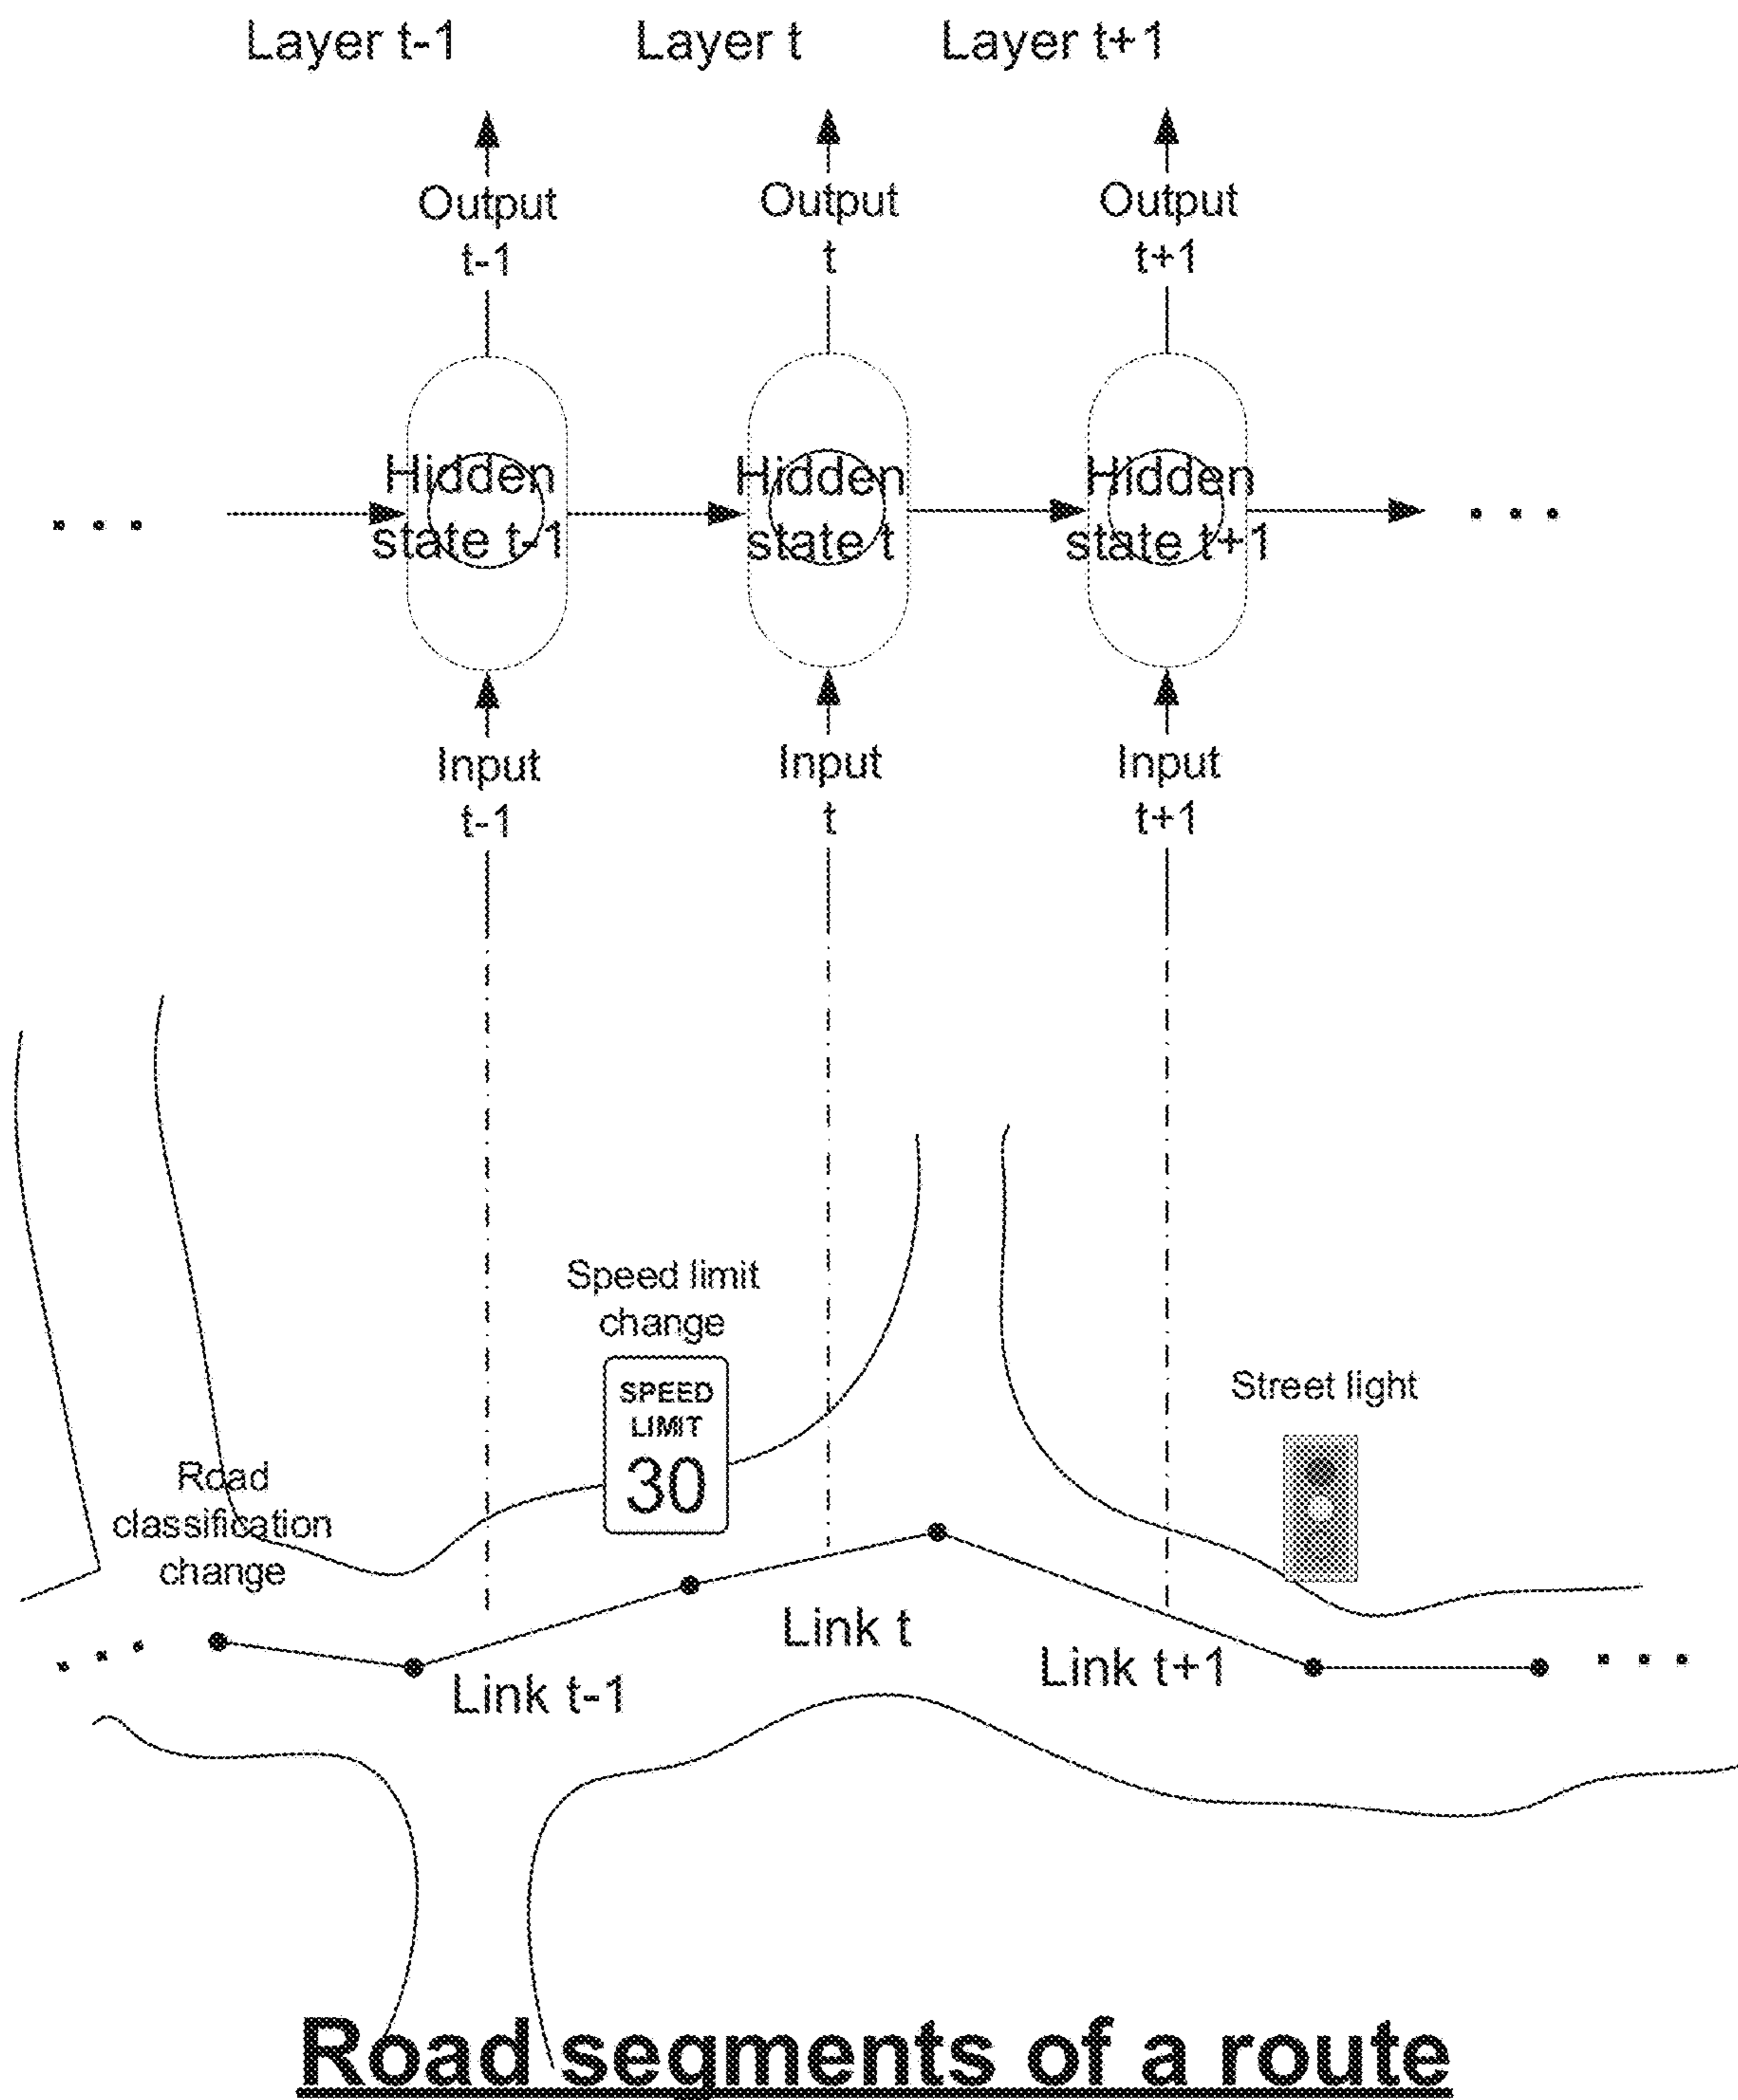 Layer t-1 Layer t Layer t+1
Output Output Output
t-1 t t+1
Hidden Hidden Hidden
state t-1 state t state t+1
Input Input Input
t-1 t t+1
Speed limit
change
SPEED
LIMIT
30
Street light
Road
classification
change
Link t
Link t+1
Link t-1
Road segments of a route